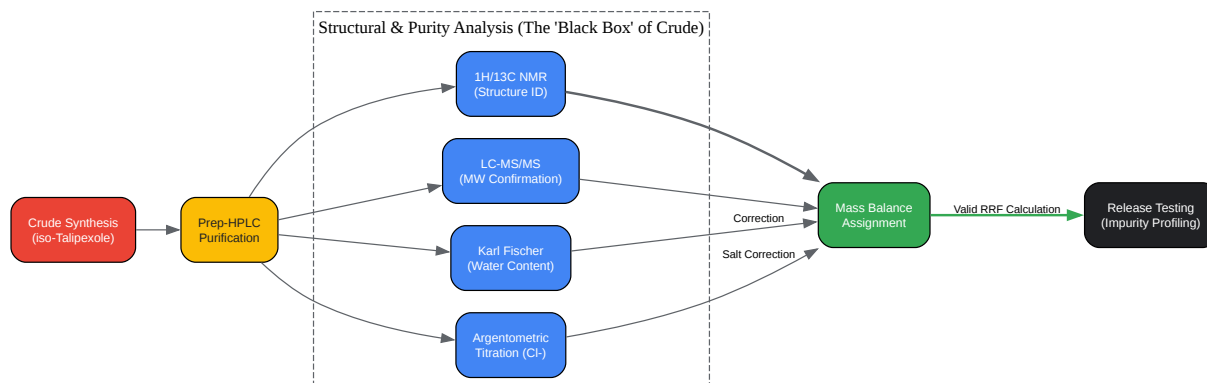 Structural & Purity Analysis (The 'Black Box' of Crude)
Crude Synthesis
(iso-Talipexole)
Prep-HPLC
Purification
1H/13C NMR
(Structure ID)
LC-MS/MS
(MW Confirmation)
Karl Fischer
(Water Content)
Argentometric
Titration (Cl-)
Correction
Salt Correction
Mass Balance
Assignment
Valid RRF Calculation
Release Testing
(Impurity Profiling)